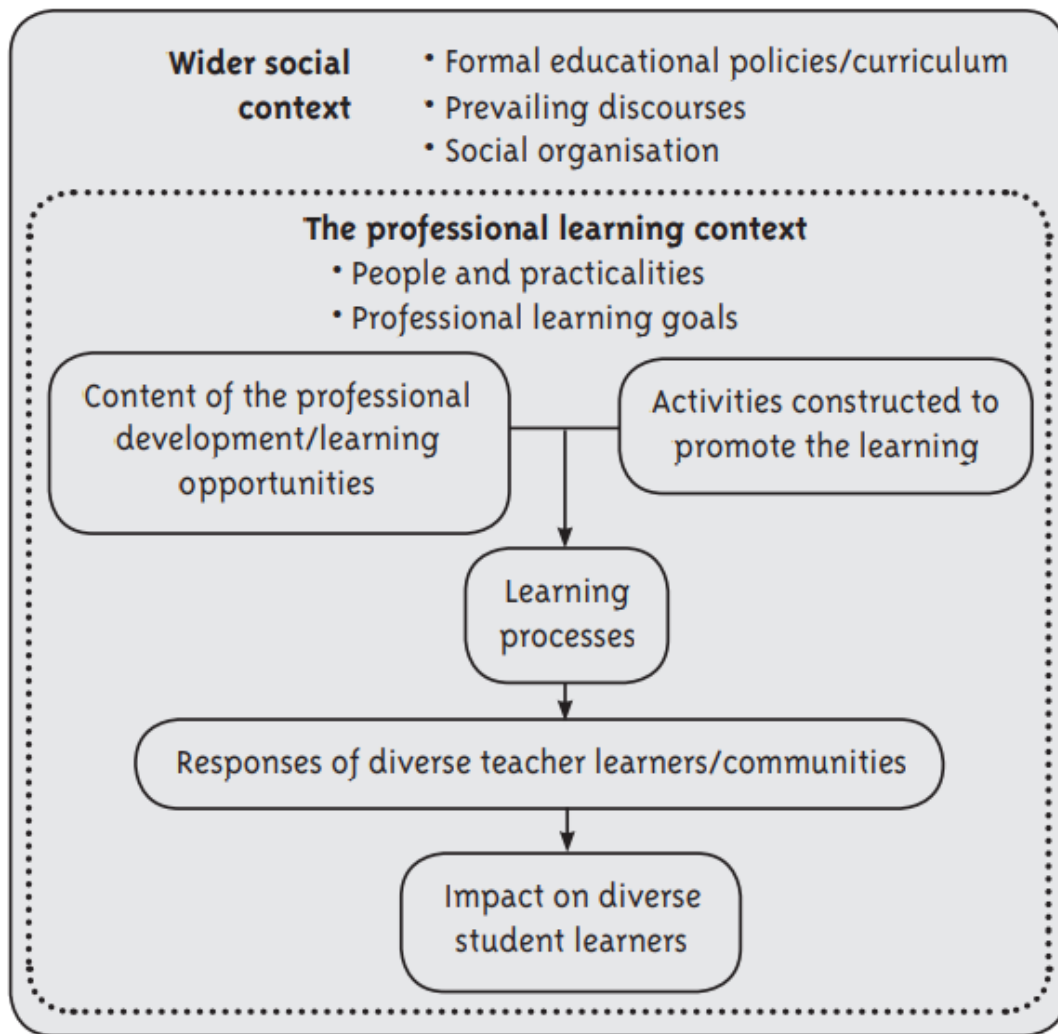 Wider social
context
• Formal educational policies/curriculum
• Prevailing discourses
• Social organisation
The professional learning context
• People and practicalities
• Professional learning goals
Content of the professional
development/learning
opportunities
Activities constructed to
promote the learning
Learning
processes
Responses of diverse teacher learners/communities
Impact on diverse
student learners